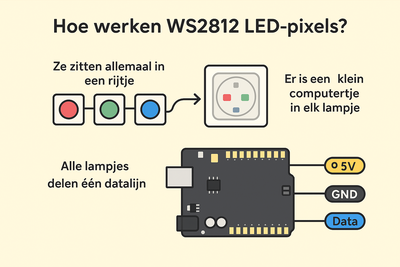 Hoe werken WS2812 LED-pixels?
Ze zitten allemaal in
een rijtje
Er is een klein
computertje
in elk lampje
Alle lampjes
delen één datalijn
5V
GND
Data